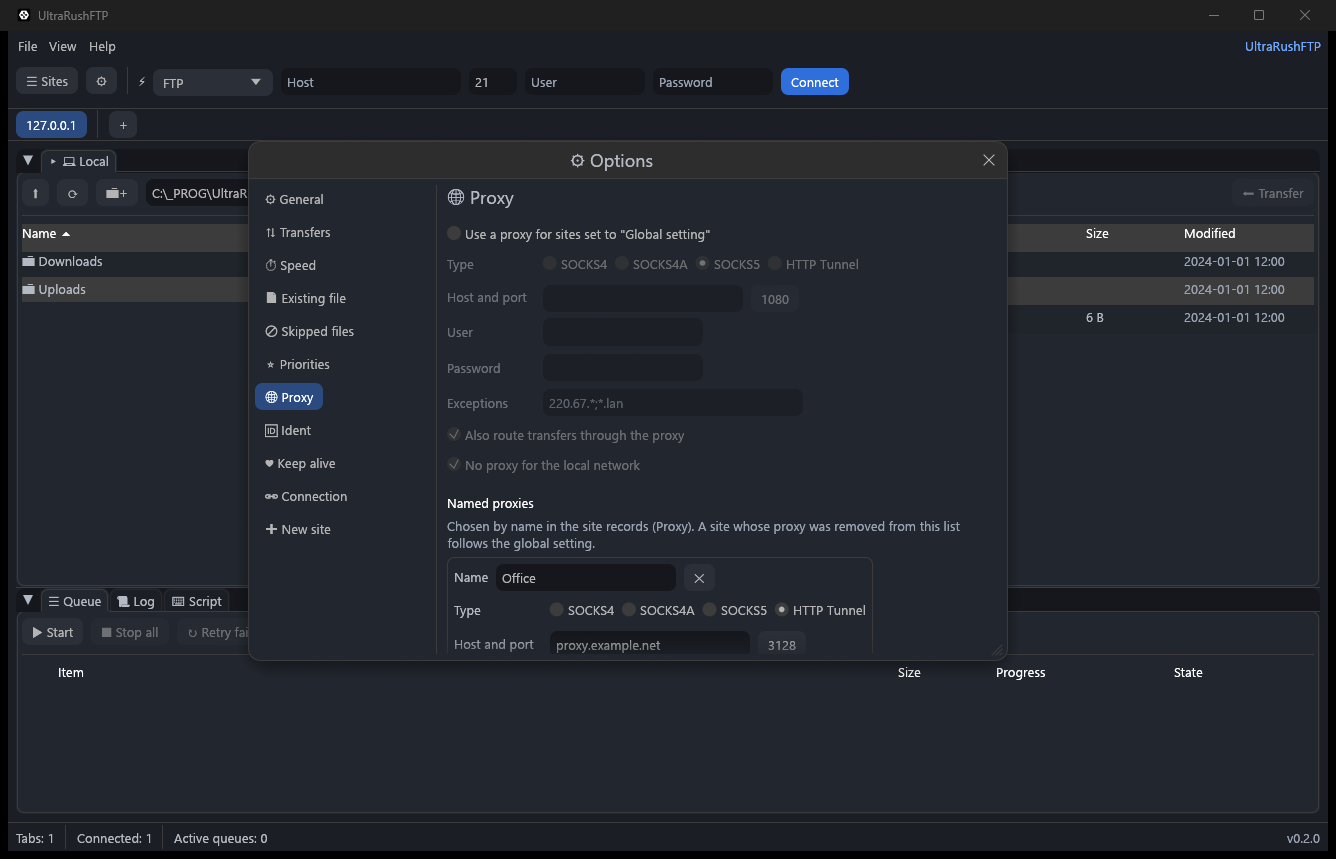 UltraRushFTP
File View Help UltraRushFTP
Sites FTP Host 21 User Password Connect
127.0.0.1 +
Local
C:\_PROG\UltraR Transfer
Name Size Modified
Downloads 2024-01-01 12:00
Uploads 2024-01-01 12:00
6 B 2024-01-01 12:00
Options
General
Transfers
Speed
Existing file
Skipped files
Priorities
Proxy
Ident
Keep alive
Connection
New site
Proxy
Use a proxy for sites set to "Global setting"
Type SOCKS4 SOCKS4A SOCKS5 HTTP Tunnel
Host and port 1080
User
Password
Exceptions 220.67.*;*.lan
Also route transfers through the proxy
No proxy for the local network
Named proxies
Chosen by name in the site records (Proxy). A site whose proxy was removed from this list
follows the global setting.
Name Office
Type SOCKS4 SOCKS4A SOCKS5 HTTP Tunnel
Host and port proxy.example.net 3128
Queue Log Script
Start Stop all Retry fai
Item Size Progress State
Tabs: 1 Connected: 1 Active queues: 0 v0.2.0